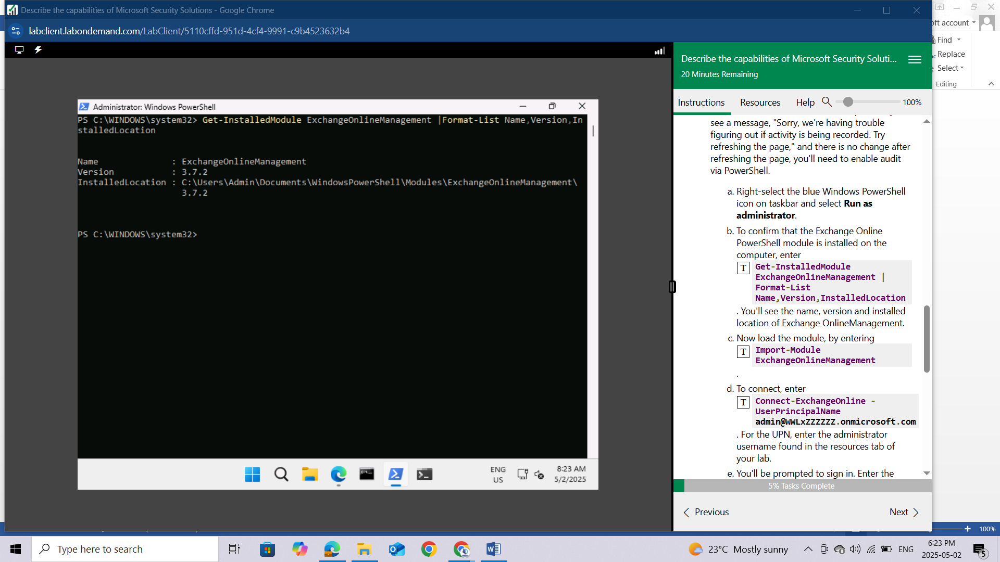 Describe the capabilities of Microsoft Security Solutions - Google Chrome
labclient.labondemand.com/LabClient/5110cffd-951d-4cf4-9991-c9b4523632b4
oft account
Find
Replace
Select
Editing
Describe the capabilities of Microsoft Security Soluti...
20 Minutes Remaining
Instructions Resources Help 100%
Administrator: Windows PowerShell
PS C:\WINDOWS\system32> Get-InstalledModule ExchangeOnlineManagement |Format-List Name,Version,In
stalledLocation
Name : ExchangeOnlineManagement
Version : 3.7.2
InstalledLocation : C:\Users\Admin\Documents\WindowsPowerShell\Modules\ExchangeOnlineManagement\
3.7.2
PS C:\WINDOWS\system32>
ENG
US
8:23 AM
5/2/2025
see a message, "Sorry, we're having trouble
figuring out if activity is being recorded. Try
refreshing the page," and there is no change after
refreshing the page, you'll need to enable audit
via PowerShell.
a. Right-select the blue Windows PowerShell
icon on taskbar and select Run as
administrator.
b. To confirm that the Exchange Online
PowerShell module is installed on the
computer, enter
T Get-InstalledModule
ExchangeOnlineManagement |
Format-List
Name,Version,InstalledLocation
. You'll see the name, version and installed
location of Exchange OnlineManagement.
c. Now load the module, by entering
T Import-Module
ExchangeOnlineManagement
.
d. To connect, enter
T Connect-ExchangeOnline -
UserPrincipalName
admin@WWLxZZZZZZ.onmicrosoft.com
. For the UPN, enter the administrator
username found in the resources tab of
your lab.
e. You'll be prompted to sign in. Enter the
5% Tasks Complete
Previous Next
100%
Type here to search
23°C Mostly sunny
ENG
6:23 PM
2025-05-02
5